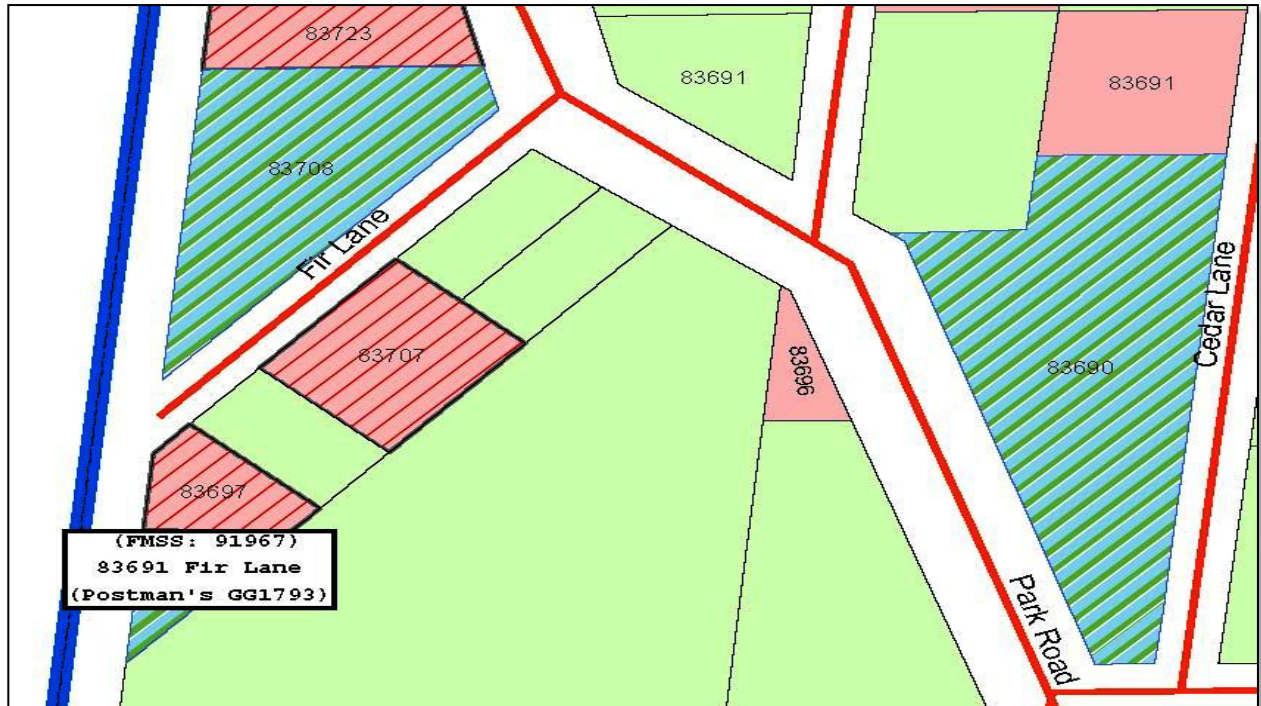 83723
83691
83691
83708
Fir Lane
83707
83696
83690
Cedar Lane
83697
(FMSS: 91967)
83691 Fir Lane
(Postman's GG1793)
Park Road